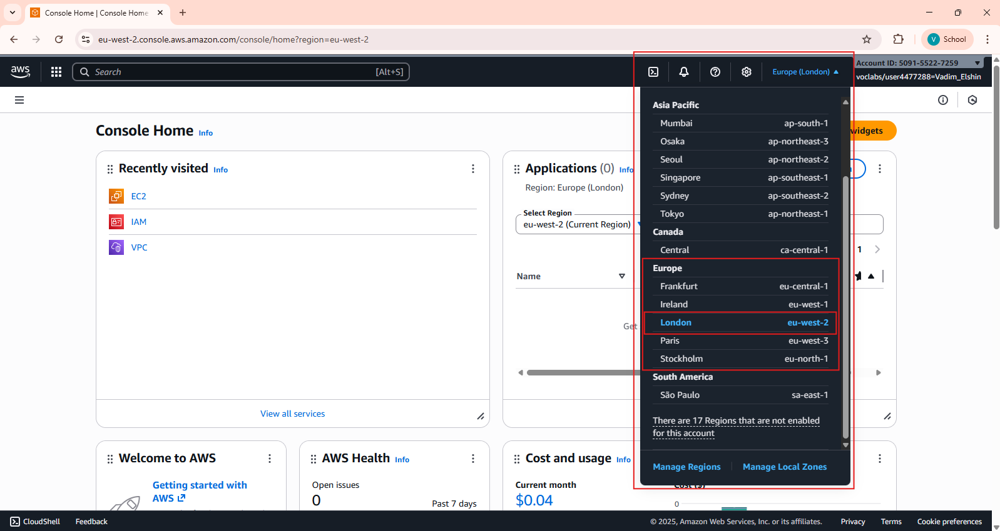 Console Home | Console Home
eu-west-2.console.aws.amazon.com/console/home?region=eu-west-2
V School
aws
Search [Alt+S]
Europe (London)
Account ID: 5091-5522-7259
voclabs/user4477288=Vadim_Elshin
Console Home Info
widgets
Recently visited Info
EC2
IAM
VPC
View all services
Applications (0) Info
Region: Europe (London)
Select Region
eu-west-2 (Current Region)
1
Name
Get
Asia Pacific
Mumbai ap-south-1
Osaka ap-northeast-3
Seoul ap-northeast-2
Singapore ap-southeast-1
Sydney ap-southeast-2
Tokyo ap-northeast-1
Canada
Central ca-central-1
Europe
Frankfurt eu-central-1
Ireland eu-west-1
London eu-west-2
Paris eu-west-3
Stockholm eu-north-1
South America
São Paulo sa-east-1
There are 17 Regions that are not enabled
for this account
Manage Regions Manage Local Zones
Welcome to AWS
Getting started with
AWS
AWS Health Info
Open issues
0
Past 7 days
Cost and usage Info
Current month
$0.04
Cost ($)
0
CloudShell Feedback
© 2025, Amazon Web Services, Inc. or its affiliates. Privacy Terms Cookie preferences